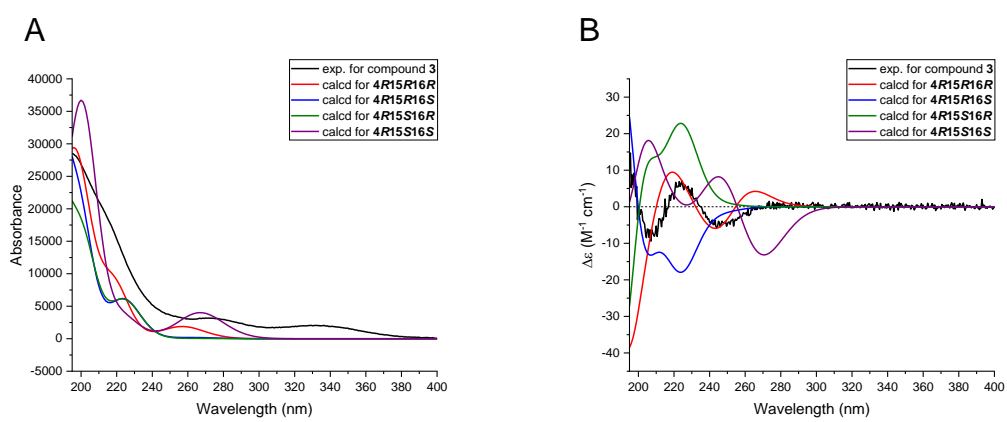 A
exp. for compound 3
calcd for 4R15R16R
calcd for 4R15R16S
calcd for 4R15S16R
calcd for 4R15S16S
Absorbance
40000
35000
30000
25000
20000
15000
10000
5000
0
-5000
200 220 240 260 280 300 320 340 360 380 400
Wavelength (nm)
B
exp. for compound 3
calcd for 4R15R16R
calcd for 4R15R16S
calcd for 4R15S16R
calcd for 4R15S16S
Δε (M⁻¹ cm⁻¹)
30
20
10
0
-10
-20
-30
-40
200 220 240 260 280 300 320 340 360 380 400
Wavelength (nm)